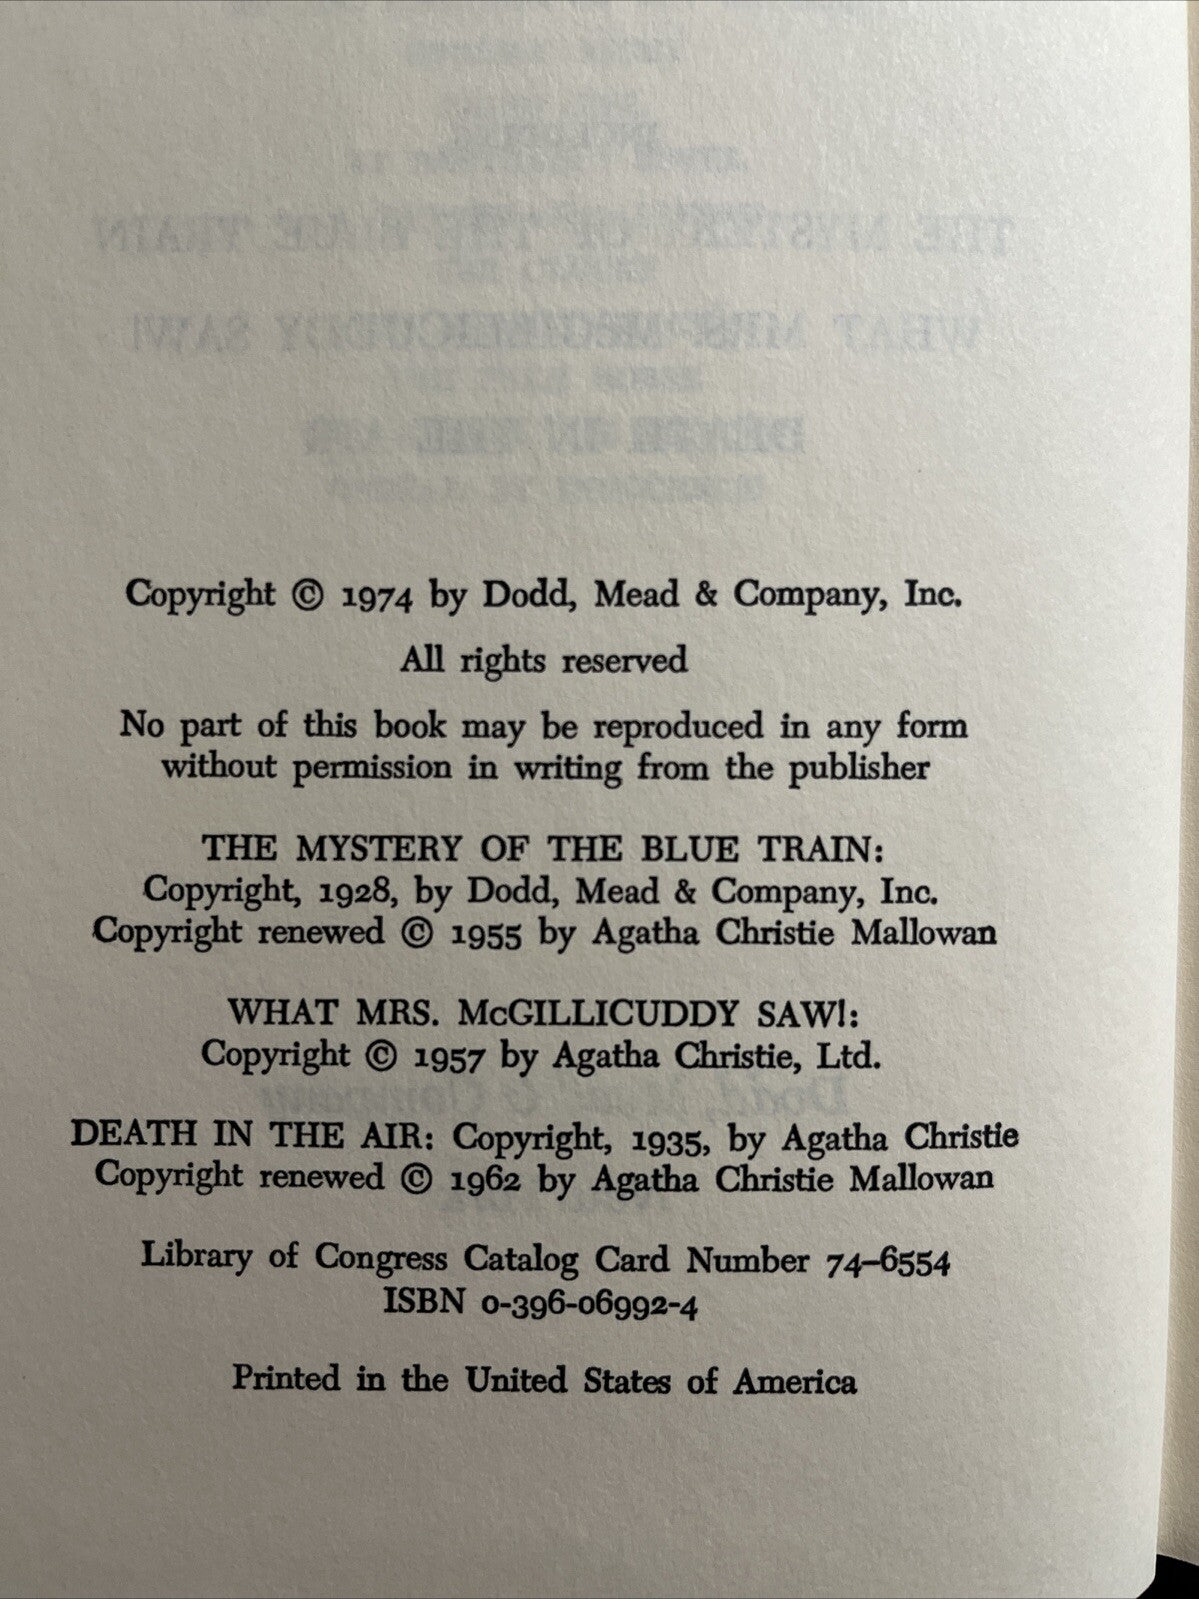 Copyright © 1974 by Dodd, Mead & Company, Inc.
All rights reserved
No part of this book may be reproduced in any form
without permission in writing from the publisher
THE MYSTERY OF THE BLUE TRAIN:
Copyright, 1928, by Dodd, Mead & Company, Inc.
Copyright renewed © 1955 by Agatha Christie Mallowan
WHAT MRS. McGILLICUDDY SAW!:
Copyright © 1957 by Agatha Christie, Ltd.
DEATH IN THE AIR: Copyright, 1935, by Agatha Christie
Copyright renewed © 1962 by Agatha Christie Mallowan
Library of Congress Catalog Card Number 74–6554
ISBN 0-396-06992-4
Printed in the United States of America